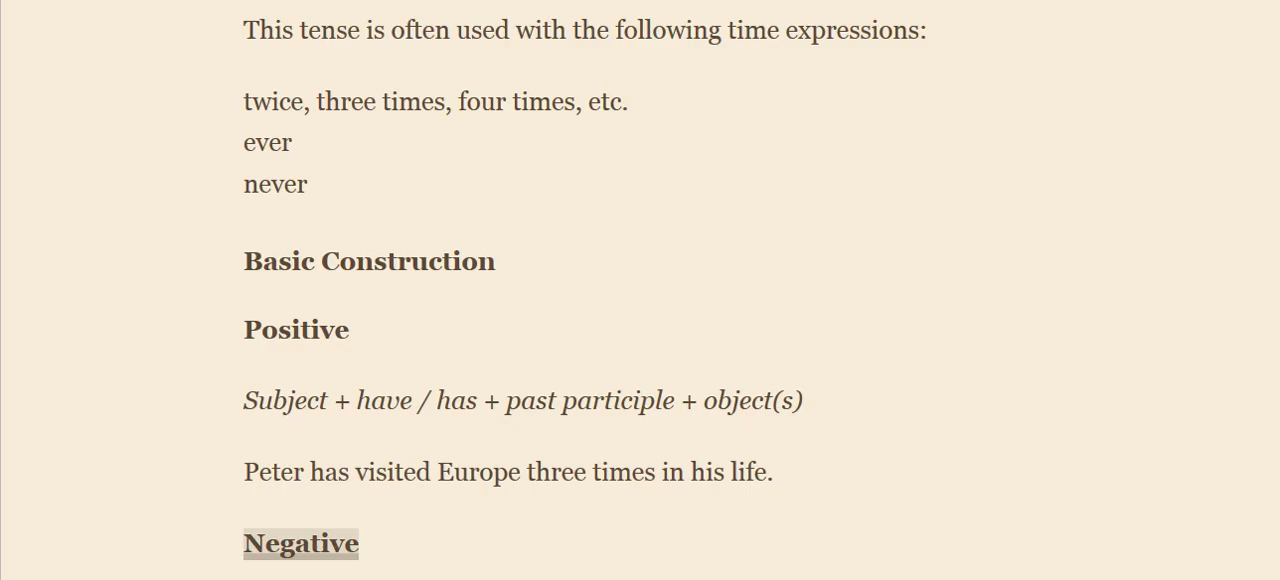 This tense is often used with the following time expressions:
twice, three times, four times, etc.
ever
never
Basic Construction
Positive
Subject + have / has + past participle + object(s)
Peter has visited Europe three times in his life.
Negative